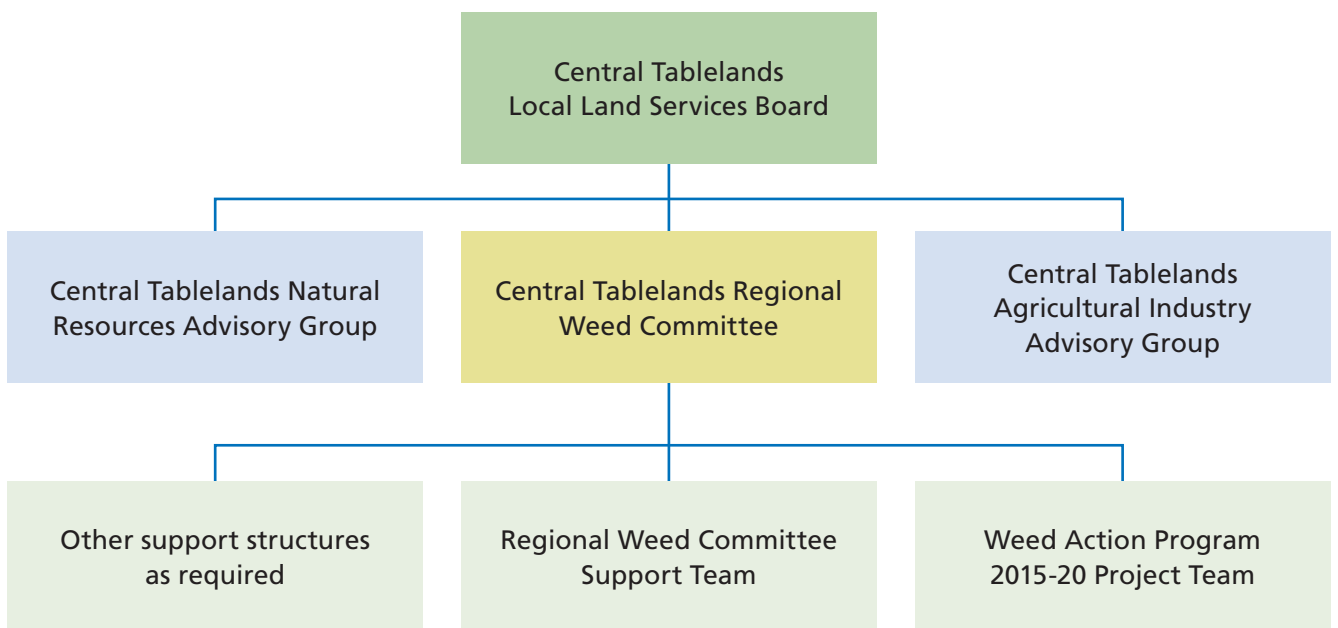 Central Tablelands
Local Land Services Board
Central Tablelands Natural
Resources Advisory Group
Central Tablelands Regional
Weed Committee
Central Tablelands
Agricultural Industry
Advisory Group
Other support structures
as required
Regional Weed Committee
Support Team
Weed Action Program
2015-20 Project Team